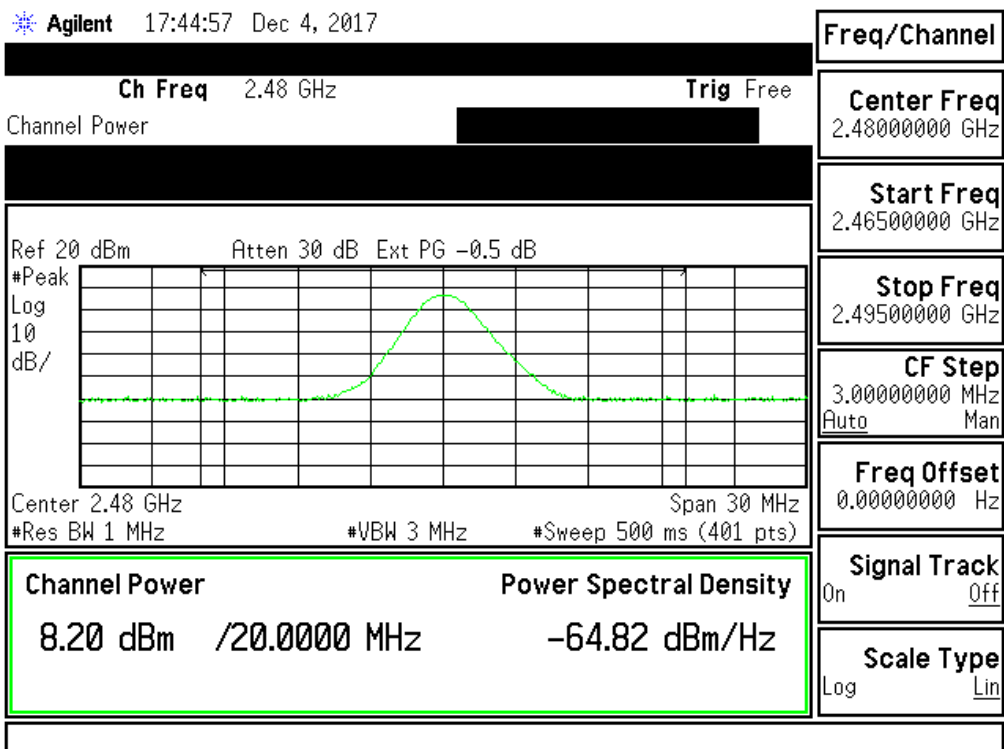 Agilent 17:44:57 Dec 4, 2017
Freq/Channel
Ch Freq 2.48 GHz Trig Free
Channel Power
Center Freq
2.48000000 GHz
Start Freq
2.46500000 GHz
Stop Freq
2.49500000 GHz
CF Step
3.00000000 MHz
Auto Man
Freq Offset
0.00000000 Hz
Signal Track
On Off
Scale Type
Log Lin
Ref 20 dBm Atten 30 dB Ext PG -0.5 dB
#Peak
Log
10
dB/
Center 2.48 GHz Span 30 MHz
#Res BW 1 MHz #VBW 3 MHz #Sweep 500 ms (401 pts)
Channel Power Power Spectral Density
8.20 dBm /20.0000 MHz -64.82 dBm/Hz